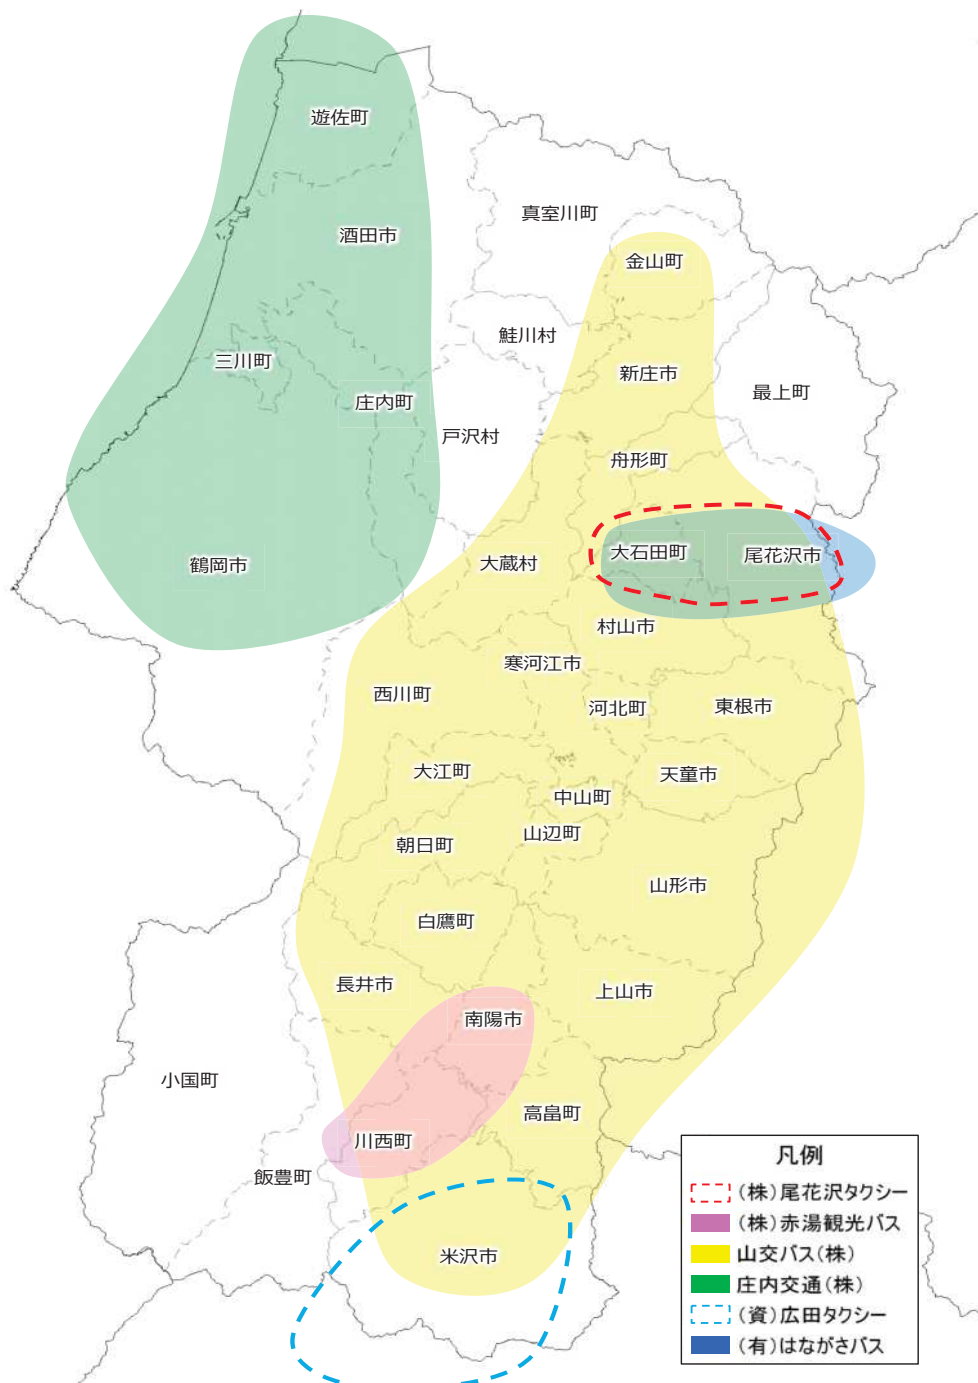 遊佐町
真室川町
酒田市
金山町
鮭川村
三川町
新庄市
最上町
庄内町
戸沢村
舟形町
大石田町
尾花沢市
鶴岡市
大蔵村
村山市
寒河江市
西川町
河北町
東根市
大江町
天童市
中山町
山辺町
朝日町
山形市
白鷹町
長井市
上山市
南陽市
小国町
高畠町
川西町
飯豊町
米沢市
凡例
(株)尾花沢タクシー
(株)赤湯観光バス
山交バス(株)
庄内交通(株)
(資)広田タクシー
(有)はながさバス